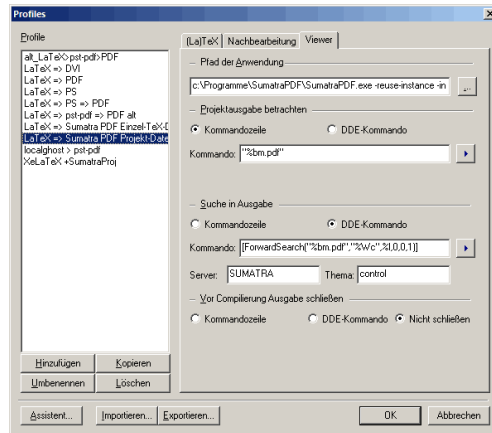 Profiles
Profile
alt_LaTeX>pst-pdf>PDF
LaTeX => DVI
LaTeX => PDF
LaTeX => PS
LaTeX => PS => PDF
LaTeX => pst-pdf => PDF alt
LaTeX => Sumatra PDF Einzel-TeX-D
LaTeX => Sumatra PDF Projekt-Date
localghost > pst-pdf
XeLaTeX +SumatraProj
Hinzufügen Kopieren
Umbenennen Löschen
(La)TeX Nachbearbeitung Viewer
Pfad der Anwendung
c:\Programme\SumatraPDF\SumatraPDF.exe -reuse-instance -in ...
Projektausgabe betrachten
Kommandozeile DDE-Kommando
Kommando: "%bm.pdf"
Suche in Ausgabe
Kommandozeile DDE-Kommando
Kommando: [ForwardSearch("%bm.pdf","%Wc",%l,0,0,1)]
Server: SUMATRA Thema: control
Vor Compilierung Ausgabe schließen
Kommandozeile DDE-Kommando Nicht schließen
Assistent... Importieren... Exportieren... OK Abbrechen